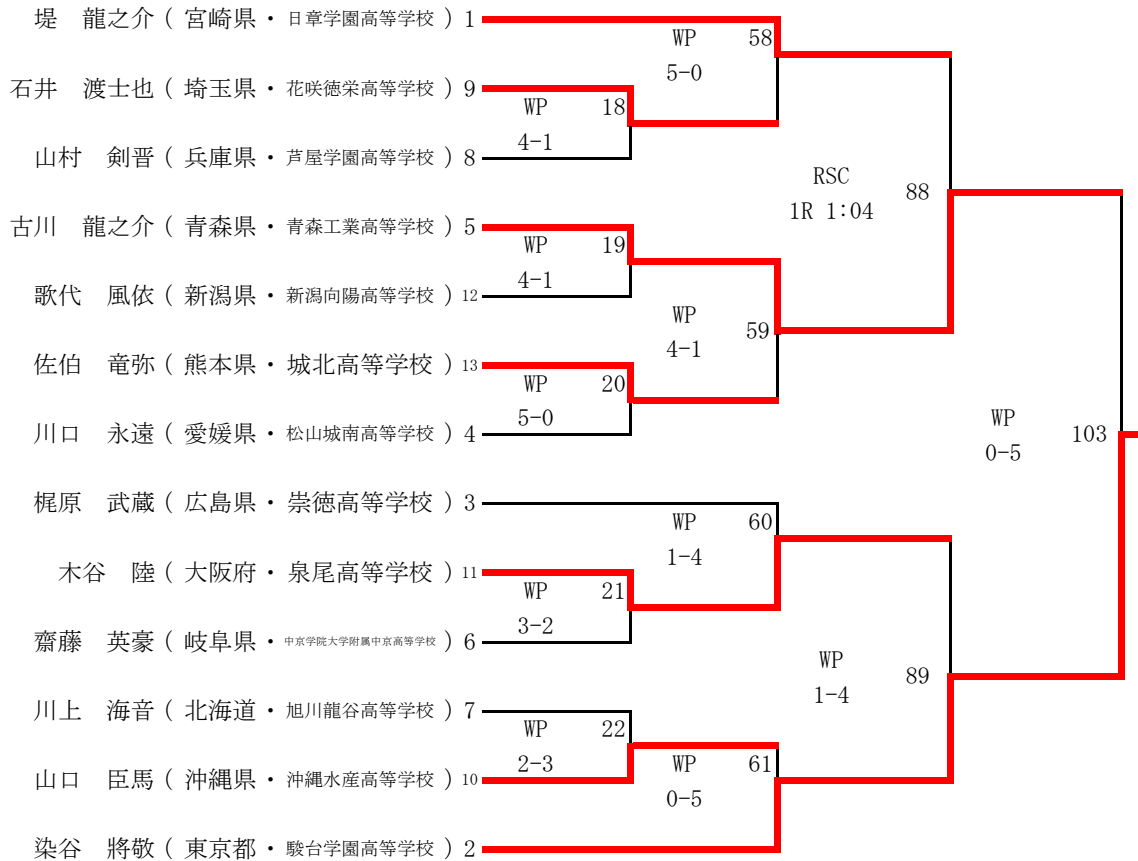 堤　龍之介 ( 宮崎県 ・ 日章学園高等学校 ) 1
WP 58
5-0
石井　渡士也 ( 埼玉県 ・ 花咲徳栄高等学校 ) 9
WP 18
4-1
山村　剣晋 ( 兵庫県 ・ 芦屋学園高等学校 ) 8
RSC 88
1R 1:04
古川　龍之介 ( 青森県 ・ 青森工業高等学校 ) 5
WP 19
4-1
歌代　風依 ( 新潟県 ・ 新潟向陽高等学校 ) 12
WP 59
4-1
佐伯　竜弥 ( 熊本県 ・ 城北高等学校 ) 13
WP 20
5-0
川口　永遠 ( 愛媛県 ・ 松山城南高等学校 ) 4
WP 103
0-5
梶原　武蔵 ( 広島県 ・ 崇徳高等学校 ) 3
WP 60
1-4
木谷　陸 ( 大阪府 ・ 泉尾高等学校 ) 11
WP 21
3-2
齋藤　英豪 ( 岐阜県 ・ 中京学院大学附属中京高等学校 ) 6
WP 89
1-4
川上　海音 ( 北海道 ・ 旭川龍谷高等学校 ) 7
WP 22
2-3
山口　臣馬 ( 沖縄県 ・ 沖縄水産高等学校 ) 10
WP 61
0-5
染谷　將敬 ( 東京都 ・ 駿台学園高等学校 ) 2